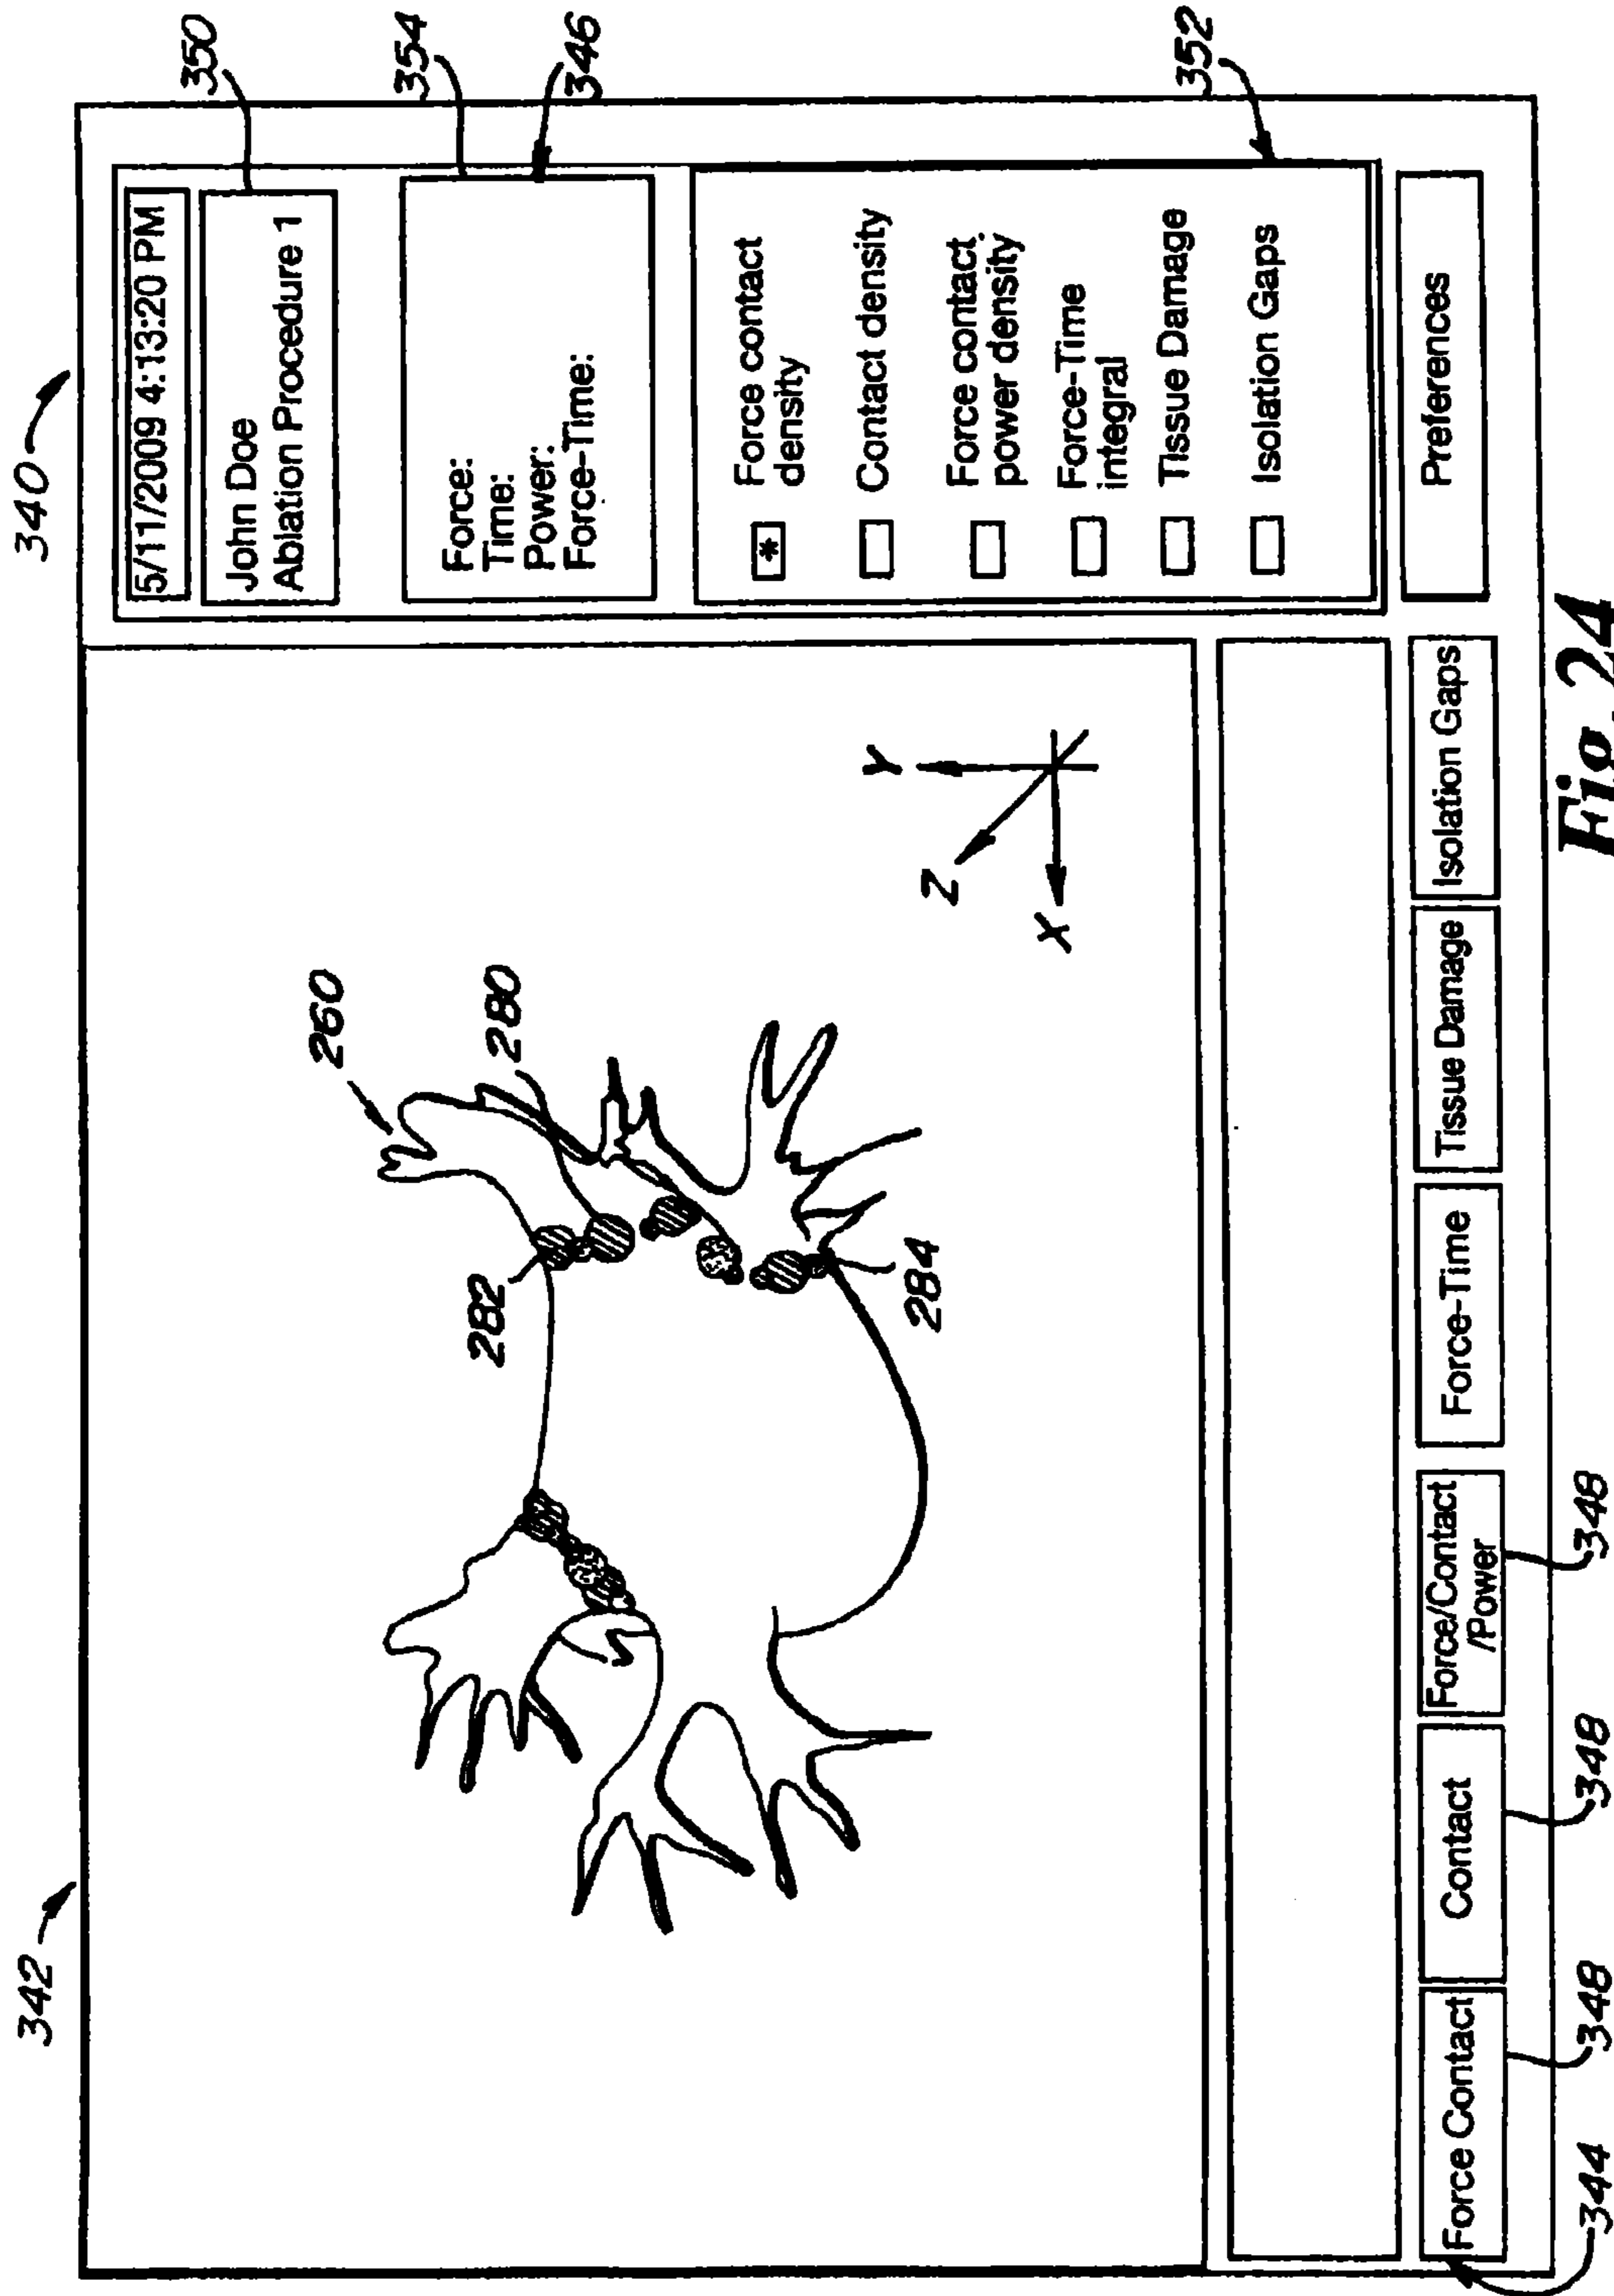 342
340
5/11/2009 4:13:20 PM
350
John Doe
Ablation Procedure 1
354
346
Force:
Time:
Power:
Force-Time:
352
* Force contact
density
Contact density
Force contact
power density
Force-Time
integral
Tissue Damage
Isolation Gaps
Preferences
260
280
282
284
Y
Z
X
Force Contact
Contact
Force/Contact
/Power
Force-Time
Tissue Damage
Isolation Gaps
344
348
348
348
Fig. 24